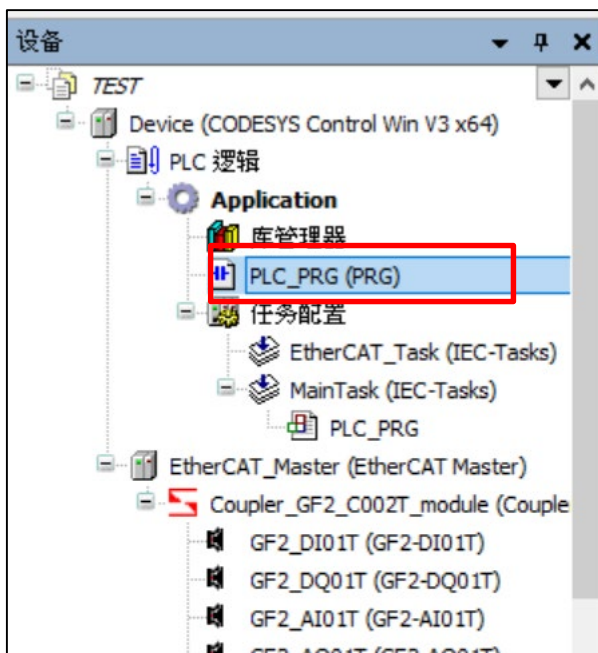 设备
TEST
Device (CODESYS Control Win V3 x64)
PLC 逻辑
Application
库管理器
PLC_PRG (PRG)
任务配置
EtherCAT_Task (IEC-Tasks)
MainTask (IEC-Tasks)
PLC_PRG
EtherCAT_Master (EtherCAT Master)
Coupler_GF2_C002T_module (Couple
GF2_DI01T (GF2-DI01T)
GF2_DQ01T (GF2-DQ01T)
GF2_AI01T (GF2-AI01T)